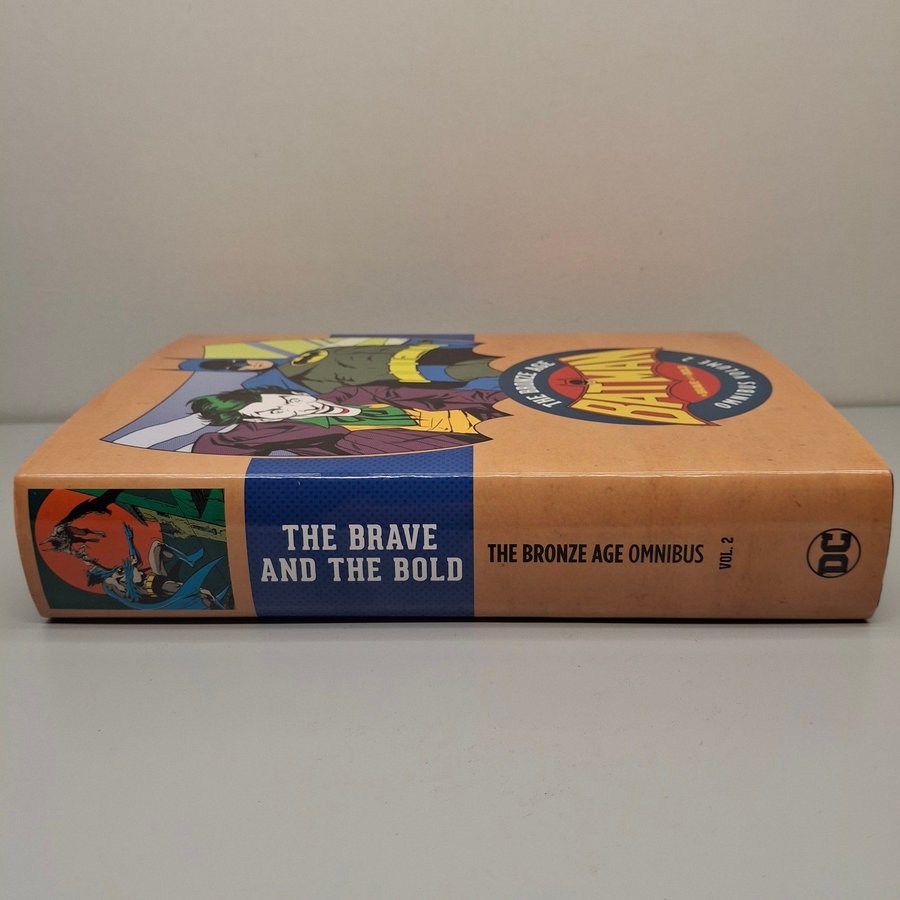 THE BRONZE AGE
BATMAN
OMNIBUS VOLUME 2
THE BRAVE
AND THE BOLD
THE BRONZE AGE OMNIBUS
VOL. 2
DC